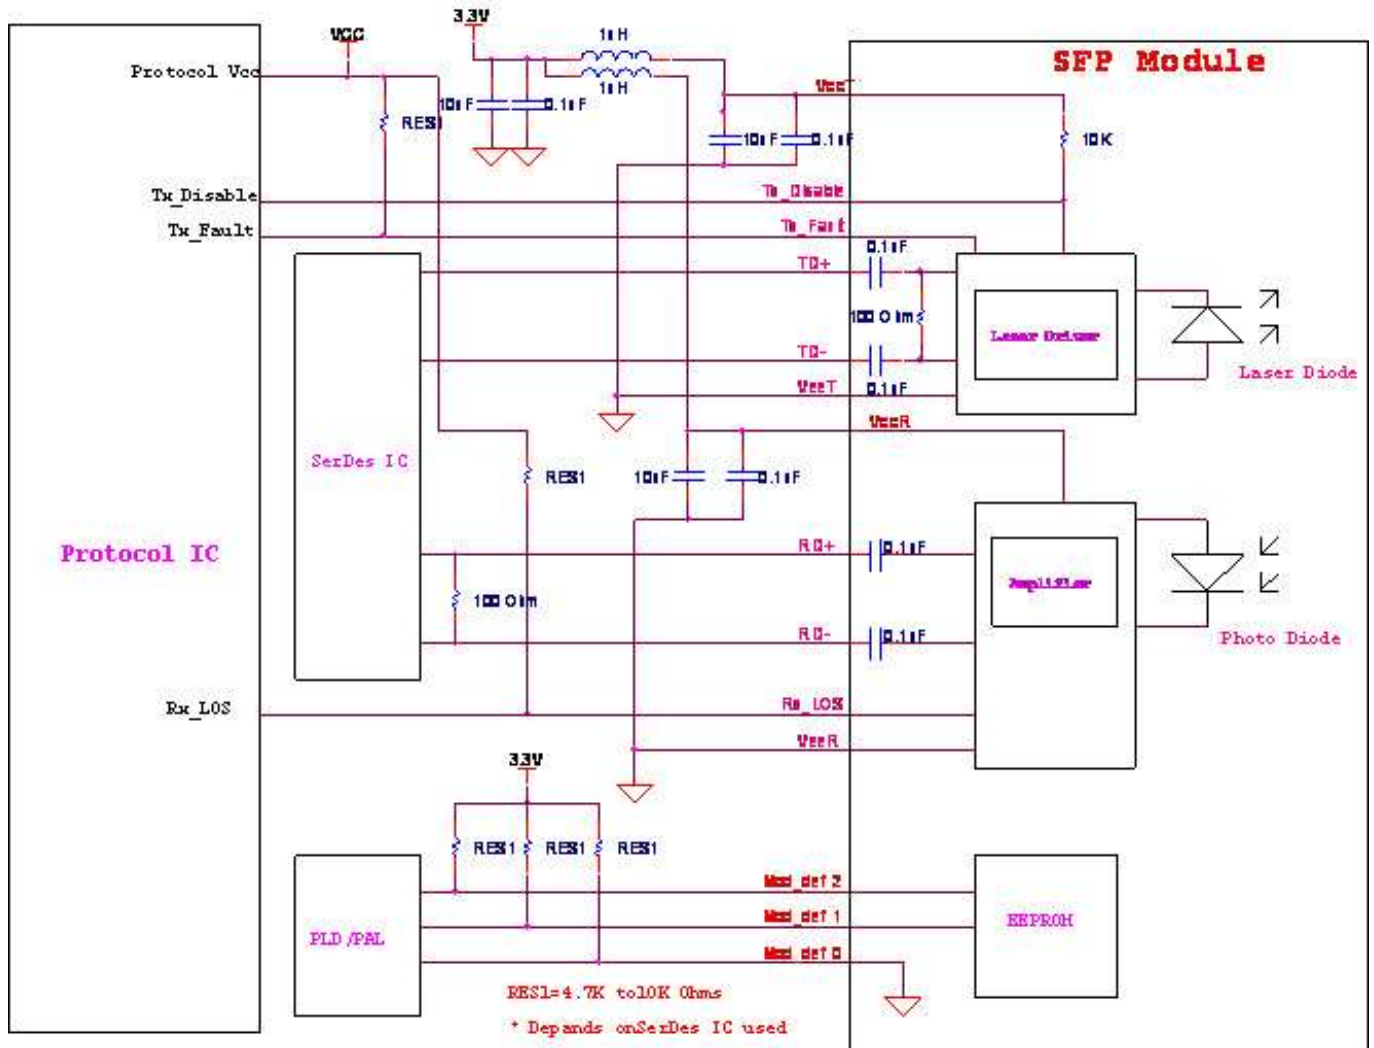 3.3V
VCC
1uH
SFP Module
Protocol Vcc
1uH
VccT
10uF
0.1uF
RES1
10uF
0.1uF
10K
Tx_Disable
Tx_Disable
Tx_Fault
Tx_Fault
0.1uF
TD+
100 Ohm
Laser Driver
TD-
Laser Diode
VeeT
0.1uF
SerDes IC
RES1
10uF
0.1uF
Protocol IC
RD+
0.1uF
Amplifier
100 Ohm
RD-
0.1uF
Photo Diode
Rx_LOS
Rx_LOS
VeeR
3.3V
RES1
RES1
RES1
Mod_def 2
Mod_def 1
EEPROM
PLD/PAL
Mod_def 0
RES1=4.7K to10K Ohms
* Depands onSerDes IC used